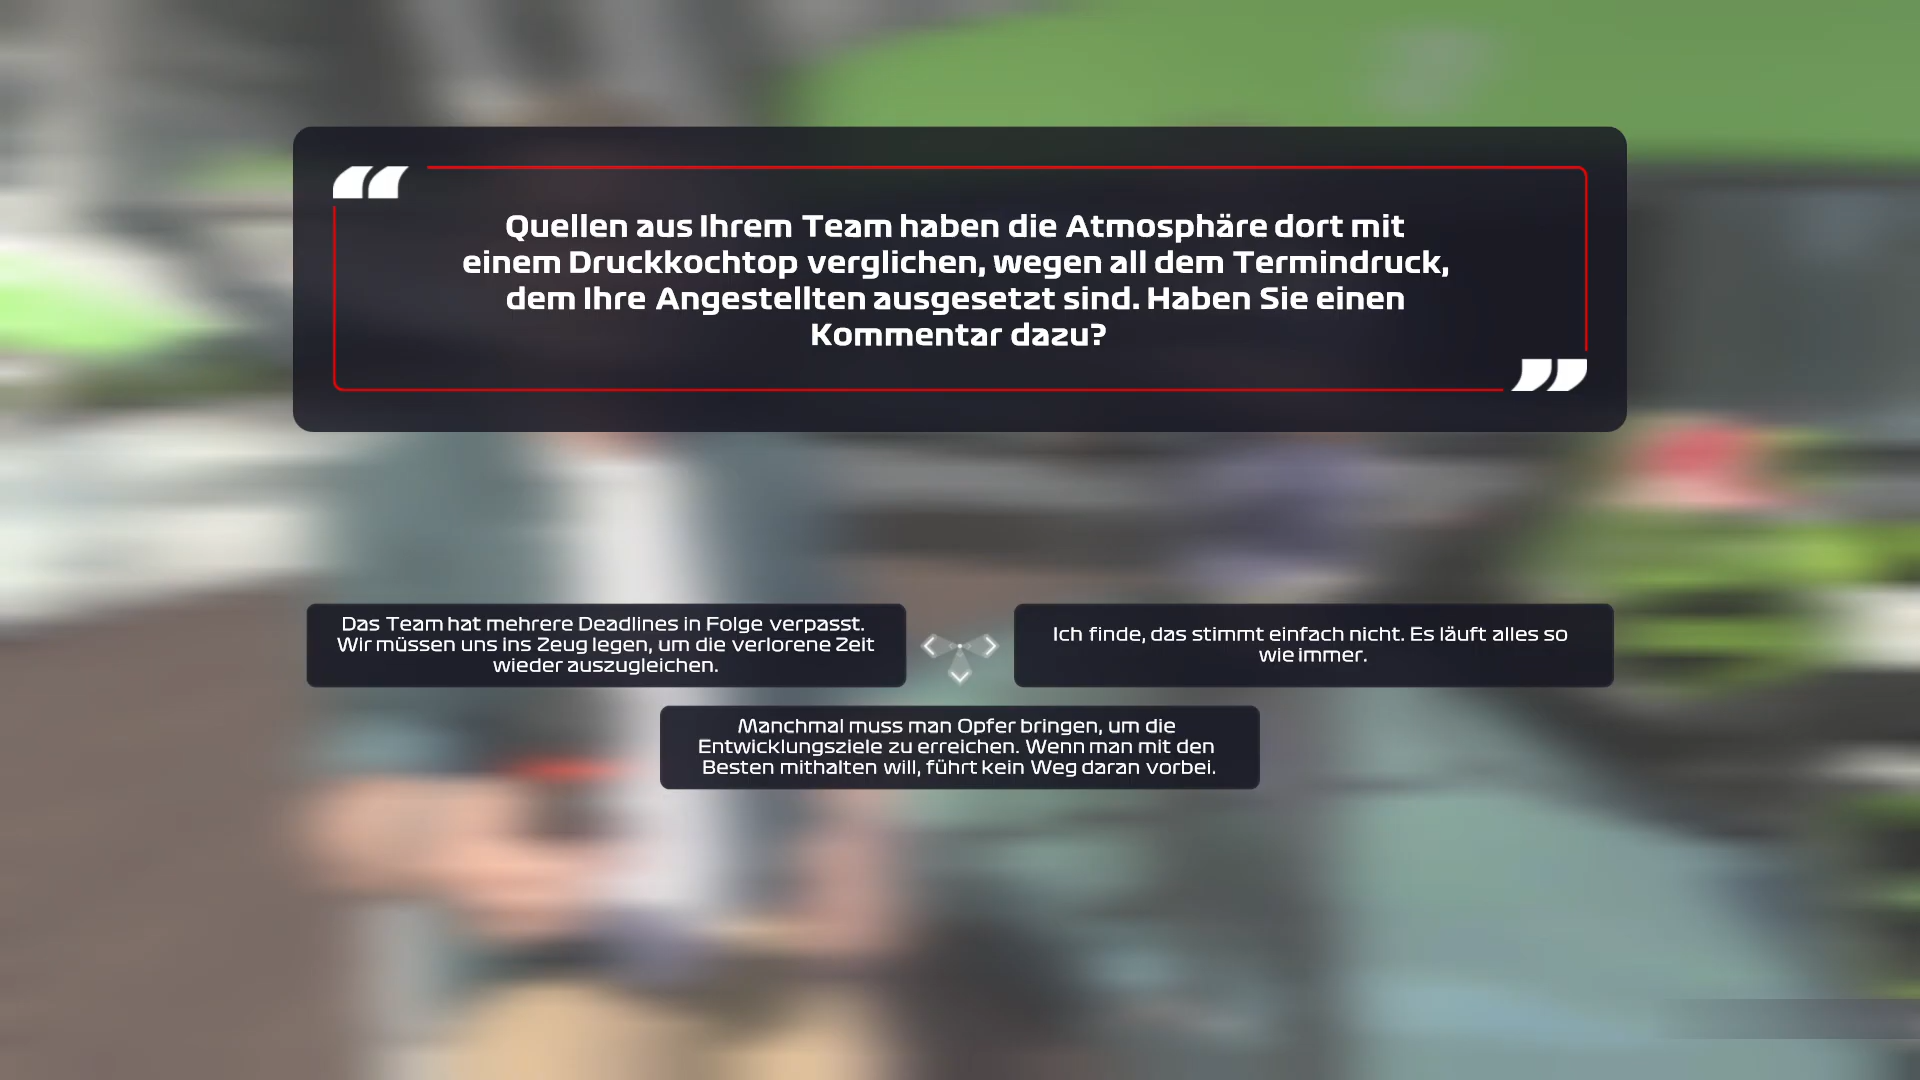 Quellen aus Ihrem Team haben die Atmosphäre dort mit
einem Druckkochtop verglichen, wegen all dem Termindruck,
dem Ihre Angestellten ausgesetzt sind. Haben Sie einen
Kommentar dazu?
Das Team hat mehrere Deadlines in Folge verpasst.
Wir müssen uns ins Zeug legen, um die verlorene Zeit
wieder auszugleichen.
Ich finde, das stimmt einfach nicht. Es läuft alles so
wie immer.
Manchmal muss man Opfer bringen, um die
Entwicklungsziele zu erreichen. Wenn man mit den
Besten mithalten will, führt kein Weg daran vorbei.